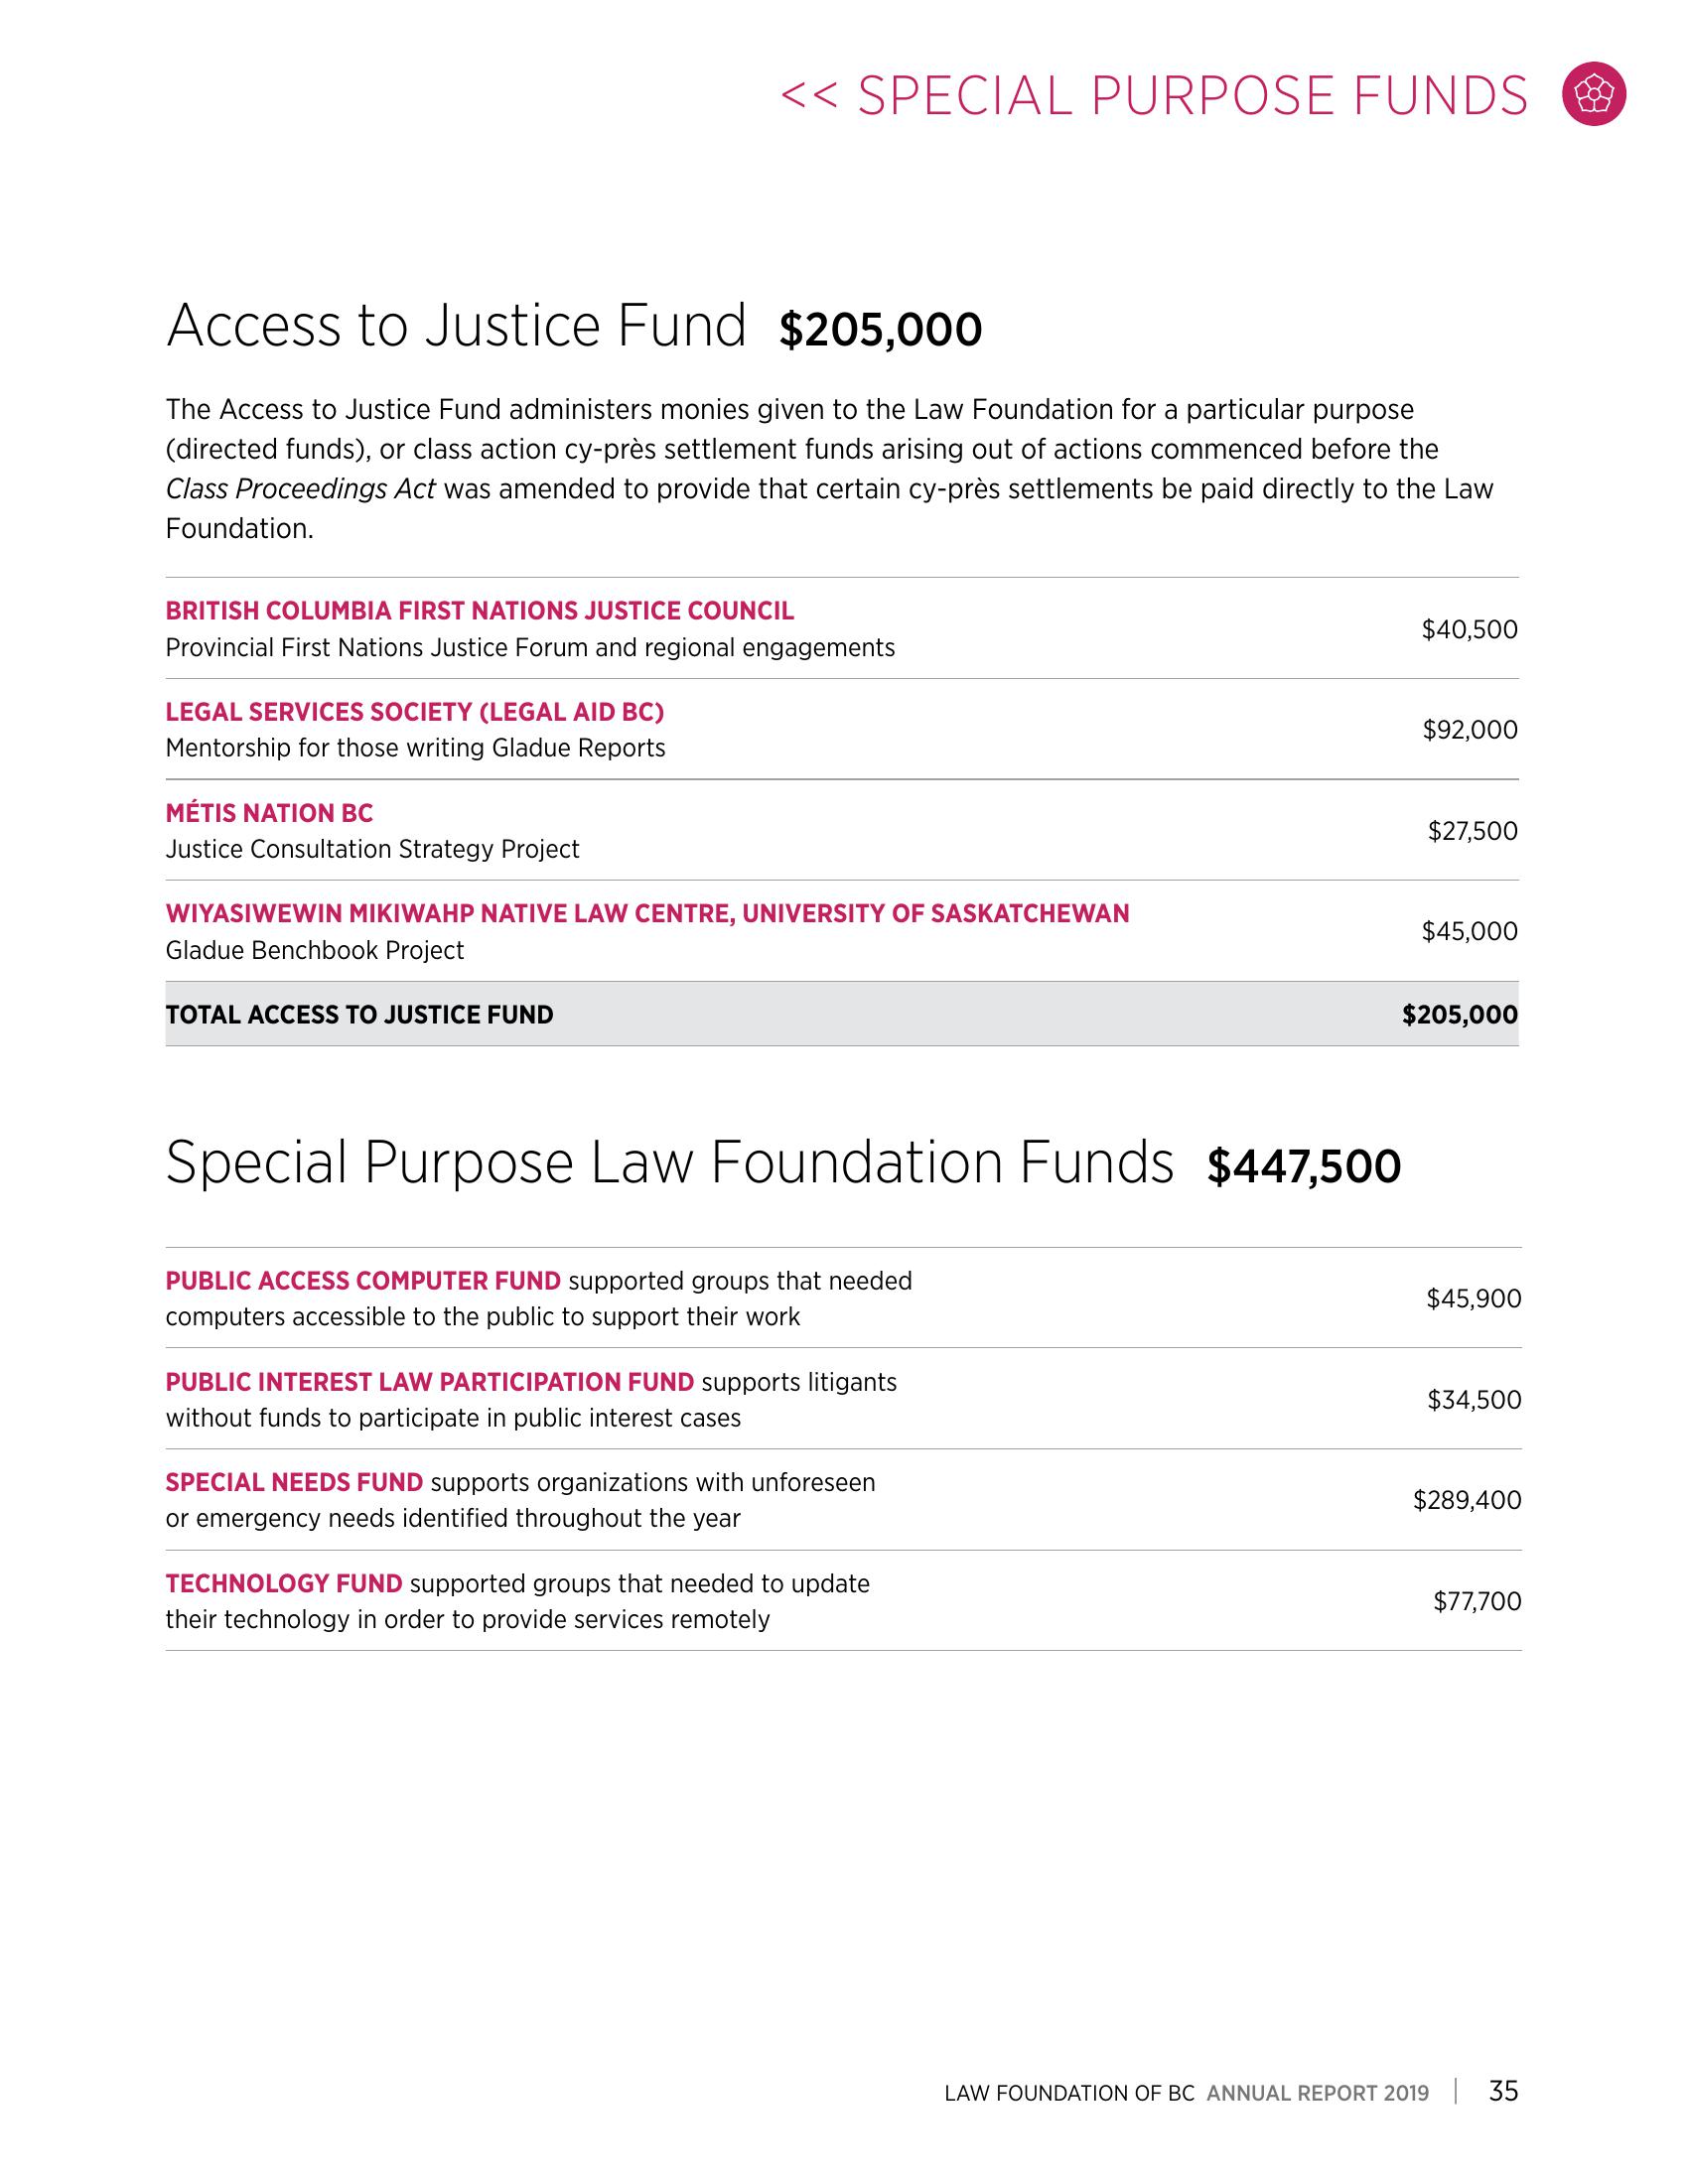 << SPECIAL PURPOSE FUNDS
Access to Justice Fund $205,000
The Access to Justice Fund administers monies given to the Law Foundation for a particular purpose
(directed funds), or class action cy-près settlement funds arising out of actions commenced before the
Class Proceedings Act was amended to provide that certain cy-près settlements be paid directly to the Law
Foundation.
BRITISH COLUMBIA FIRST NATIONS JUSTICE COUNCIL
Provincial First Nations Justice Forum and regional engagements
$40,500
LEGAL SERVICES SOCIETY (LEGAL AID BC)
Mentorship for those writing Gladue Reports
$92,000
MÉTIS NATION BC
Justice Consultation Strategy Project
$27,500
WIYASIWEWIN MIKIWAHP NATIVE LAW CENTRE, UNIVERSITY OF SASKATCHEWAN
Gladue Benchbook Project
$45,000
TOTAL ACCESS TO JUSTICE FUND $205,000
Special Purpose Law Foundation Funds $447,500
PUBLIC ACCESS COMPUTER FUND supported groups that needed
computers accessible to the public to support their work
$45,900
PUBLIC INTEREST LAW PARTICIPATION FUND supports litigants
without funds to participate in public interest cases
$34,500
SPECIAL NEEDS FUND supports organizations with unforeseen
or emergency needs identified throughout the year
$289,400
TECHNOLOGY FUND supported groups that needed to update
their technology in order to provide services remotely
$77,700
LAW FOUNDATION OF BC ANNUAL REPORT 2019 | 35